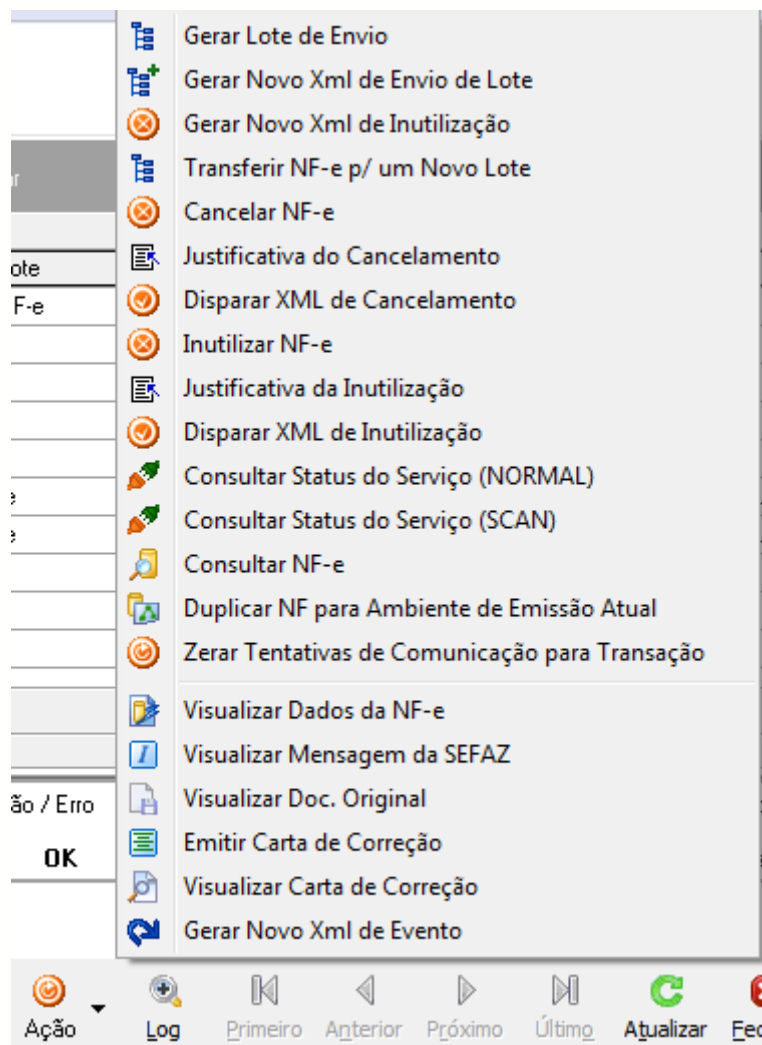 Gerar Lote de Envio
Gerar Novo Xml de Envio de Lote
Gerar Novo Xml de Inutilização
Transferir NF-e p/ um Novo Lote
Cancelar NF-e
Justificativa do Cancelamento
ote
Disparar XML de Cancelamento
F-e
Inutilizar NF-e
Justificativa da Inutilização
Disparar XML de Inutilização
Consultar Status do Serviço (NORMAL)
Consultar Status do Serviço (SCAN)
Consultar NF-e
Duplicar NF para Ambiente de Emissão Atual
Zerar Tentativas de Comunicação para Transação
Visualizar Dados da NF-e
Visualizar Mensagem da SEFAZ
Visualizar Doc. Original
ão / Erro
Emitir Carta de Correção
OK
Visualizar Carta de Correção
Gerar Novo Xml de Evento
Ação Log Primeiro Anterior Próximo Último Atualizar Fec